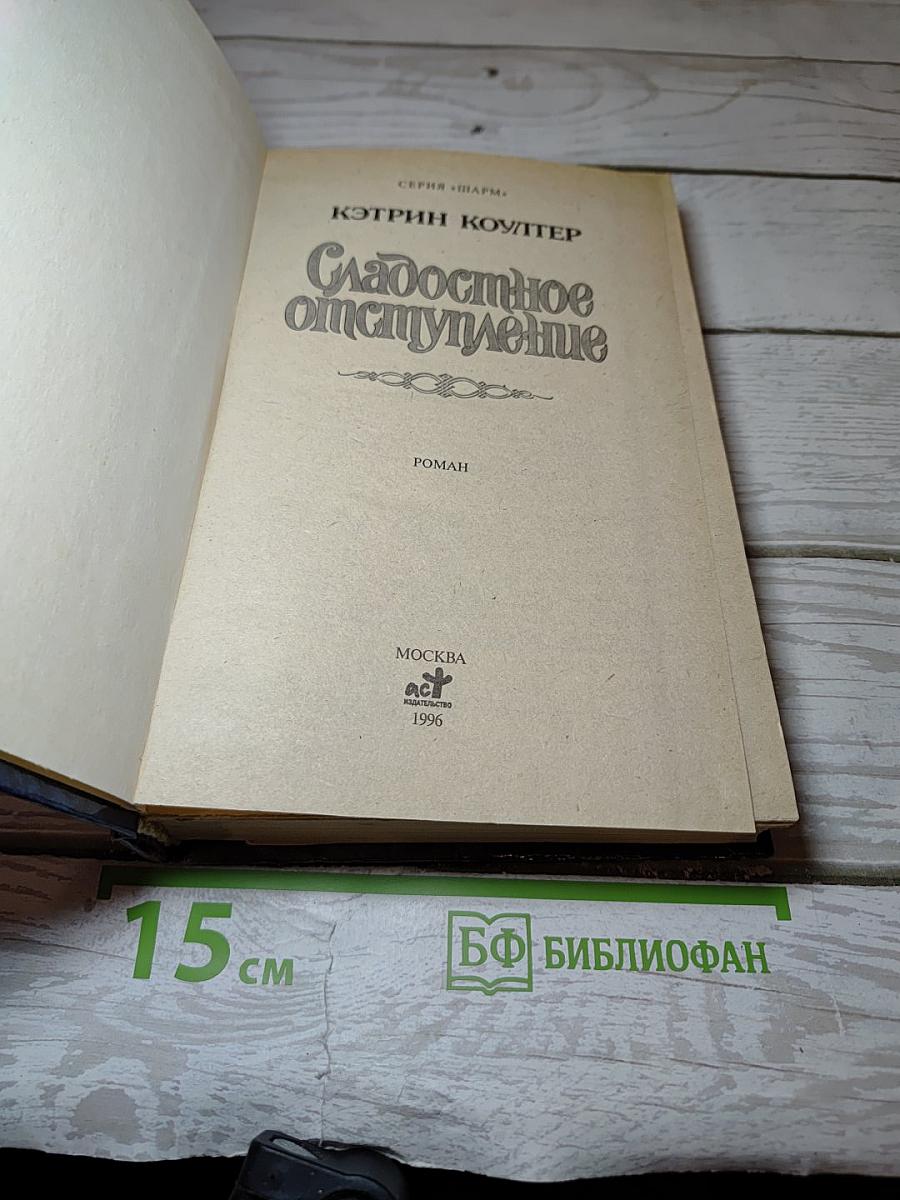 СЕРИЯ «ШАРМ»
КЭТРИН КОУЛТЕР
Сладостное
отступление
РОМАН
МОСКВА
аст
ИЗДАТЕЛЬСТВО
1996
15 см
БФ БИБЛИОФАН